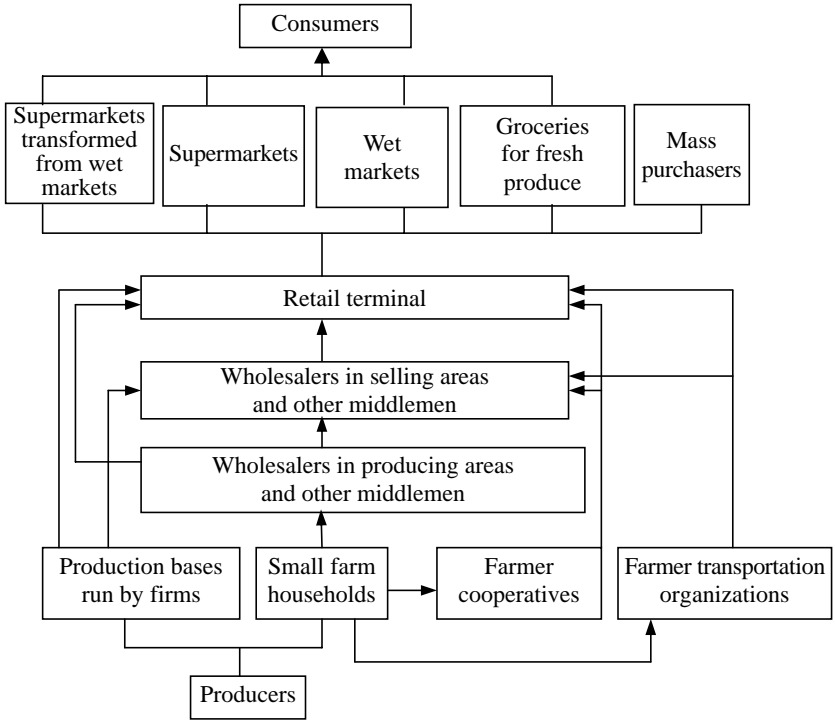 Consumers
Supermarkets
transformed
from wet
markets
Supermarkets
Wet
markets
Groceries
for fresh
produce
Mass
purchasers
Retail terminal
Wholesalers in selling areas
and other middlemen
Wholesalers in producing areas
and other middlemen
Production bases
run by firms
Small farm
households
Farmer
cooperatives
Farmer transportation
organizations
Producers